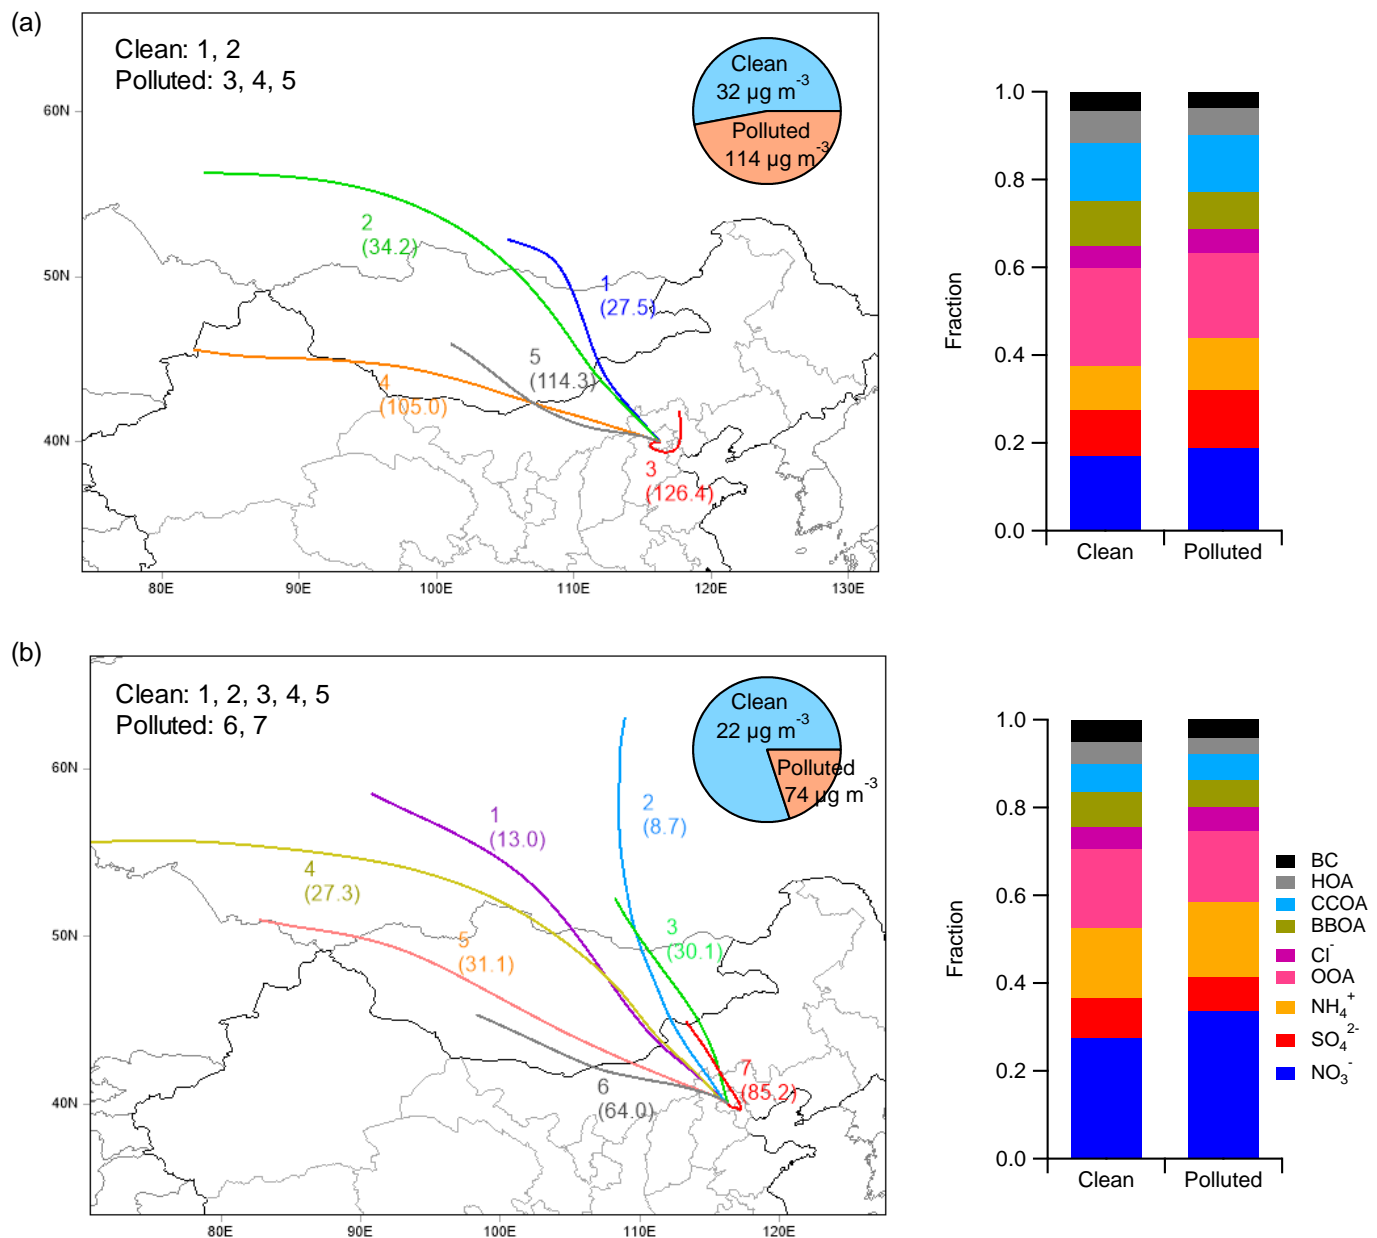 (a)
Clean: 1, 2
Polluted: 3, 4, 5
Clean
32 µg m⁻³
Polluted
114 µg m⁻³
60N
50N
40N
80E
90E
100E
110E
120E
130E
2
(34.2)
1
(27.5)
5
(114.3)
4
(105.0)
3
(126.4)
Fraction
1.0
0.8
0.6
0.4
0.2
0.0
Clean
Polluted
(b)
Clean: 1, 2, 3, 4, 5
Polluted: 6, 7
Clean
22 µg m⁻³
Polluted
74 µg m⁻³
60N
50N
40N
80E
90E
100E
110E
120E
1
(13.0)
2
(8.7)
4
(27.3)
3
(30.1)
5
(31.1)
7
(85.2)
6
(64.0)
Fraction
1.0
0.8
0.6
0.4
0.2
0.0
Clean
Polluted
BC
HOA
CCOA
BBOA
Cl⁻
OOA
NH₄⁺
SO₄²⁻
NO₃⁻